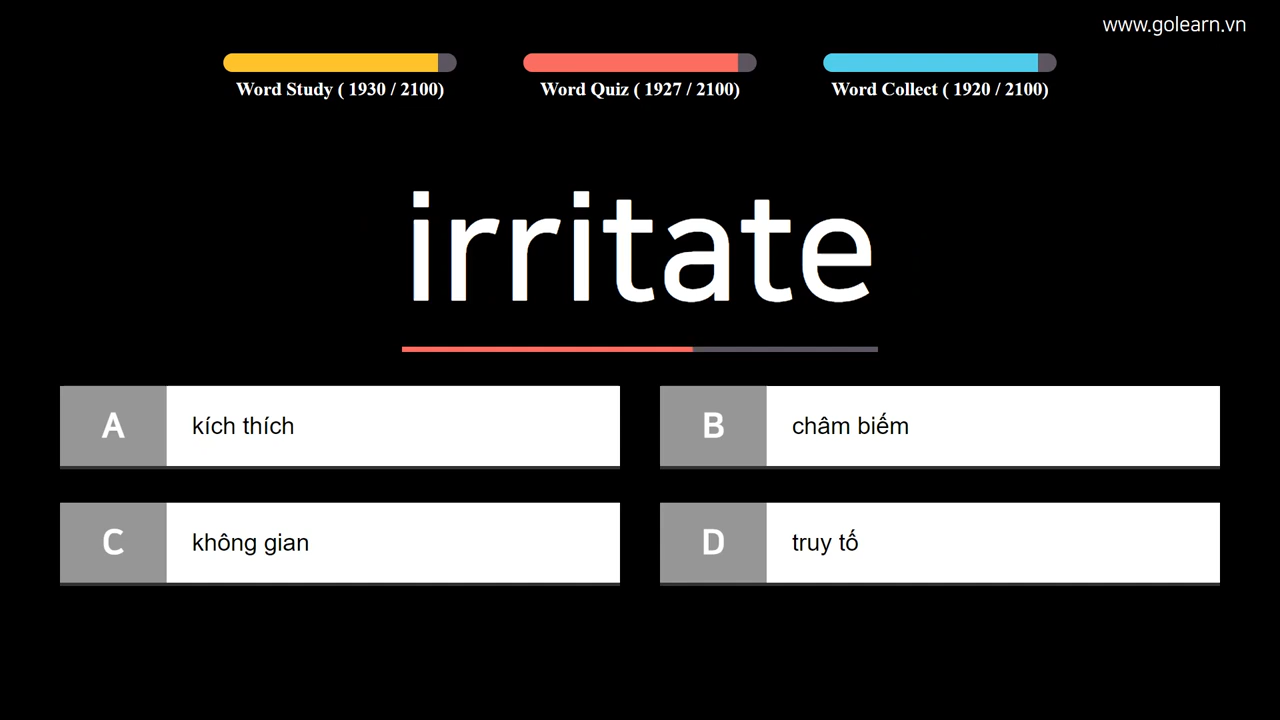 www.golearn.vn
Word Study ( 1930 / 2100)
Word Quiz ( 1927 / 2100)
Word Collect ( 1920 / 2100)
irritate
A kích thích
B châm biếm
C không gian
D truy tố